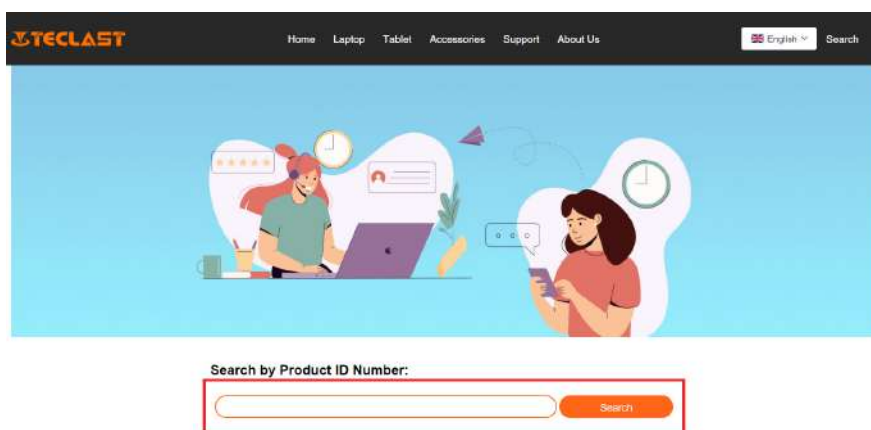 TECLAST
Home Laptop Tablet Accessories Support About Us
English Search
Search by Product ID Number:
Search